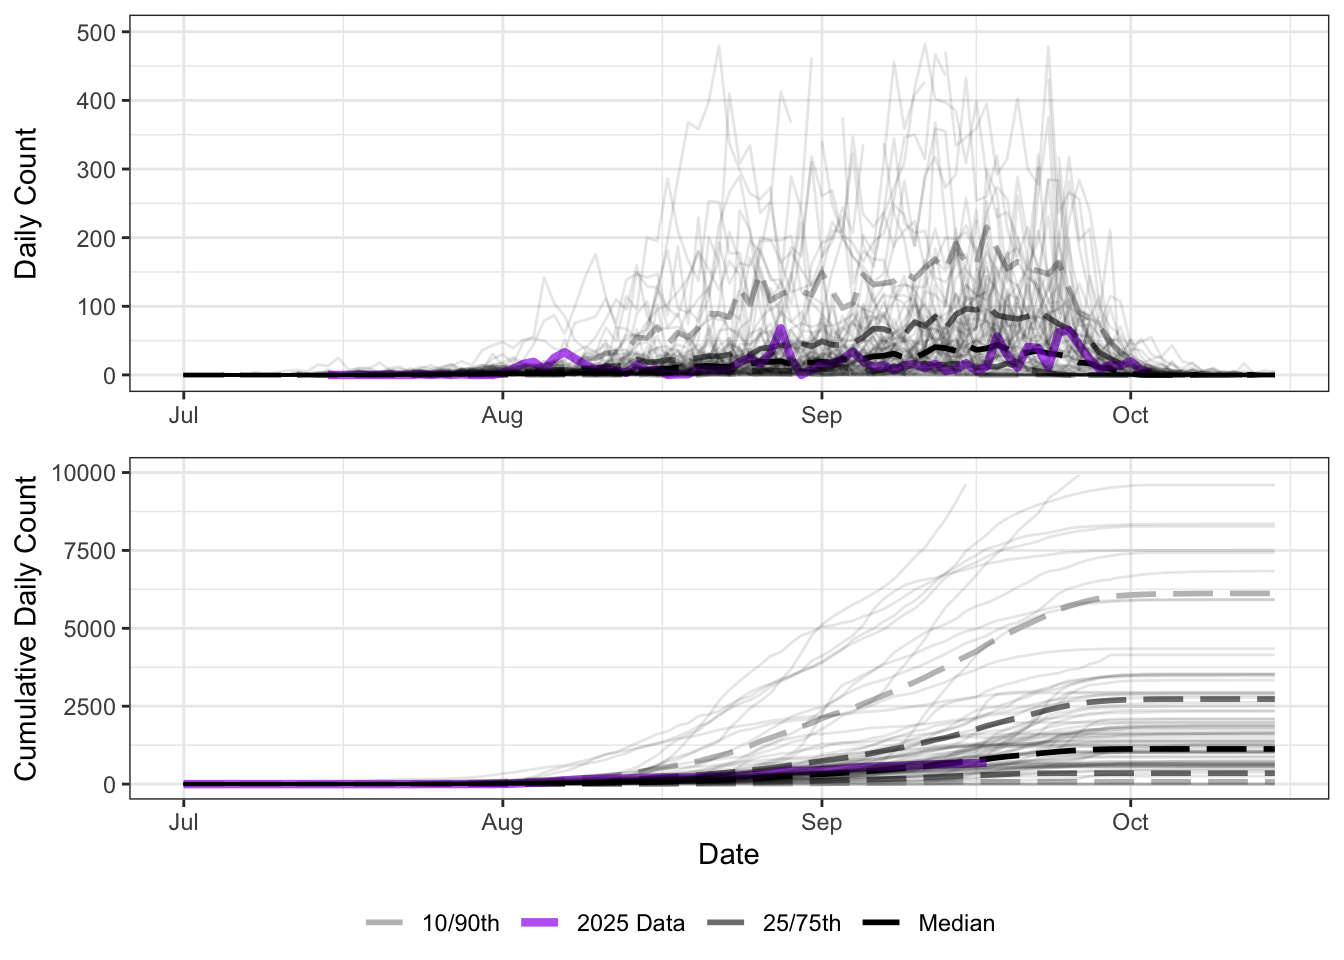 500
400
300
200
100
0
Daily Count
Jul Aug Sep Oct
10000
7500
5000
2500
0
Cumulative Daily Count
Jul Aug Sep Oct
Date
10/90th 2025 Data 25/75th Median